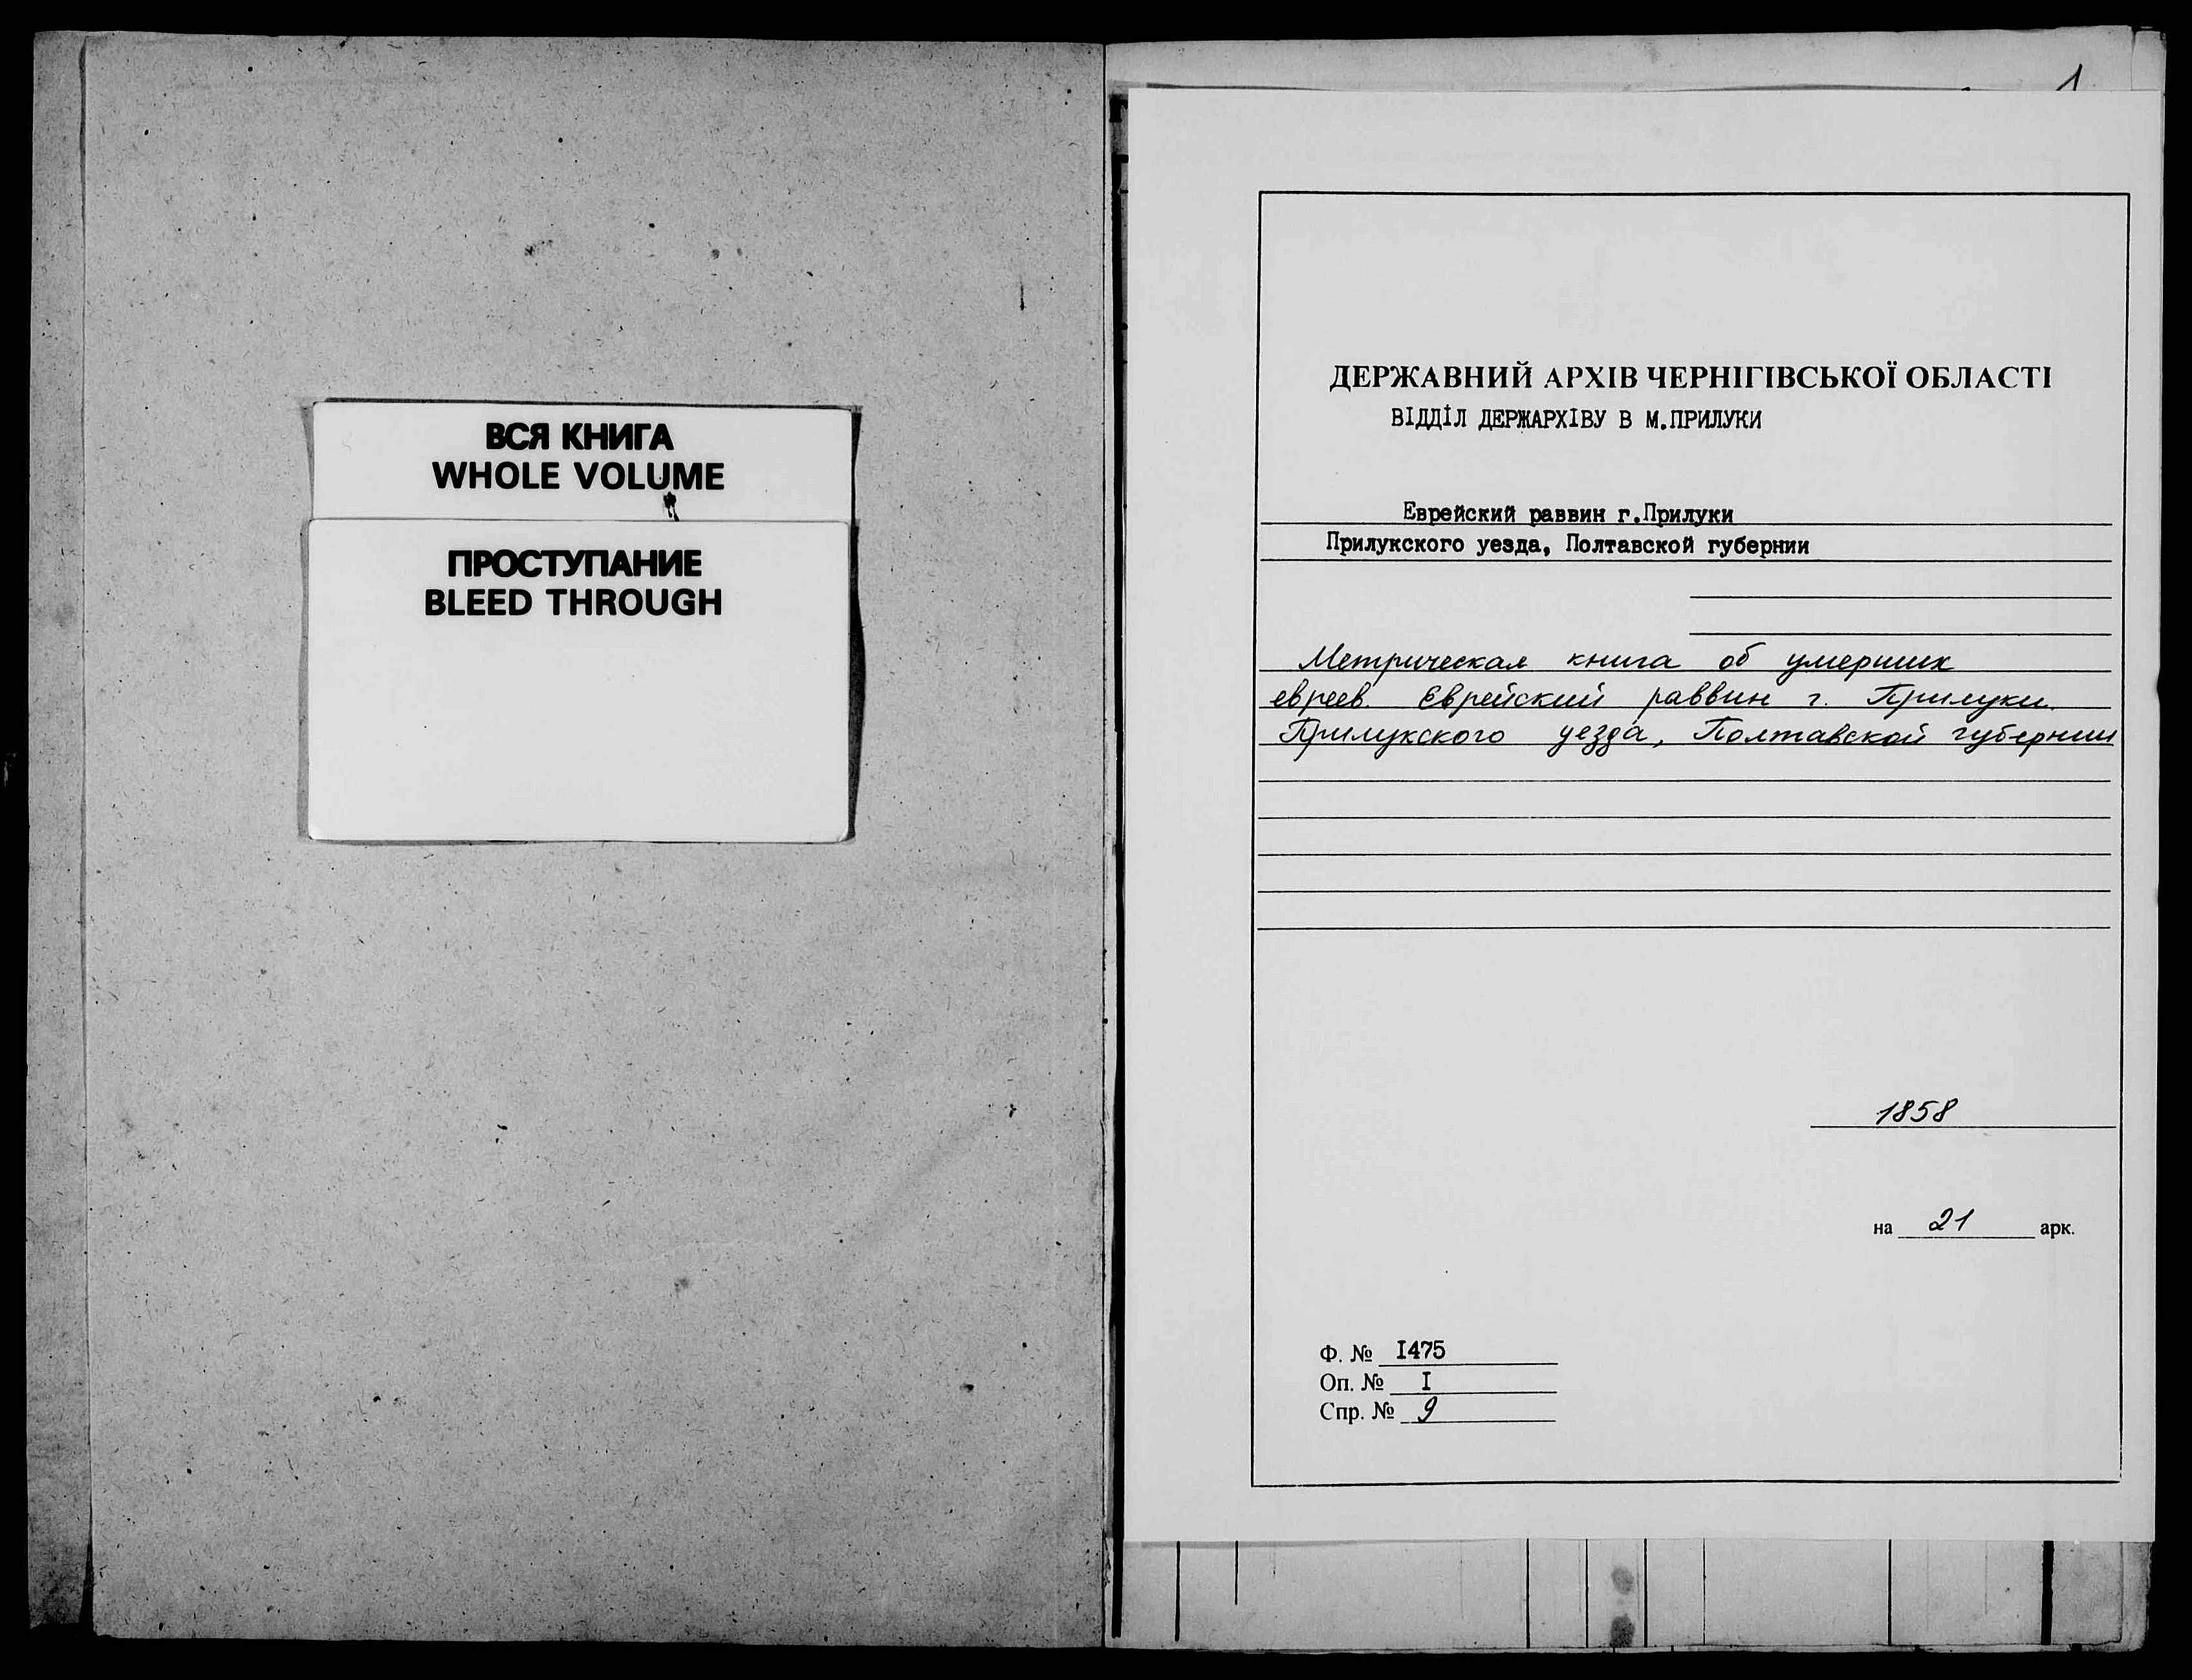 ВСЯ КНИГА
WHOLE VOLUME
ПРОСТУПАНИЕ
BLEED THROUGH
1
ДЕРЖАВНИЙ АРХІВ ЧЕРНІГІВСЬКОЇ ОБЛАСТІ
ВІДДІЛ ДЕРЖАРХІВУ В М.ПРИЛУКИ
Еврейский раввин г.Прилуки
Прилукского уезда, Полтавской губернии
Метрическая книга об умерших
евреев. Еврейский раввин г. Прилуки.
Прилукского уезда, Полтавской губернии
1858
на 21 арк.
Ф. № I475
Оп. № I
Спр. № 9